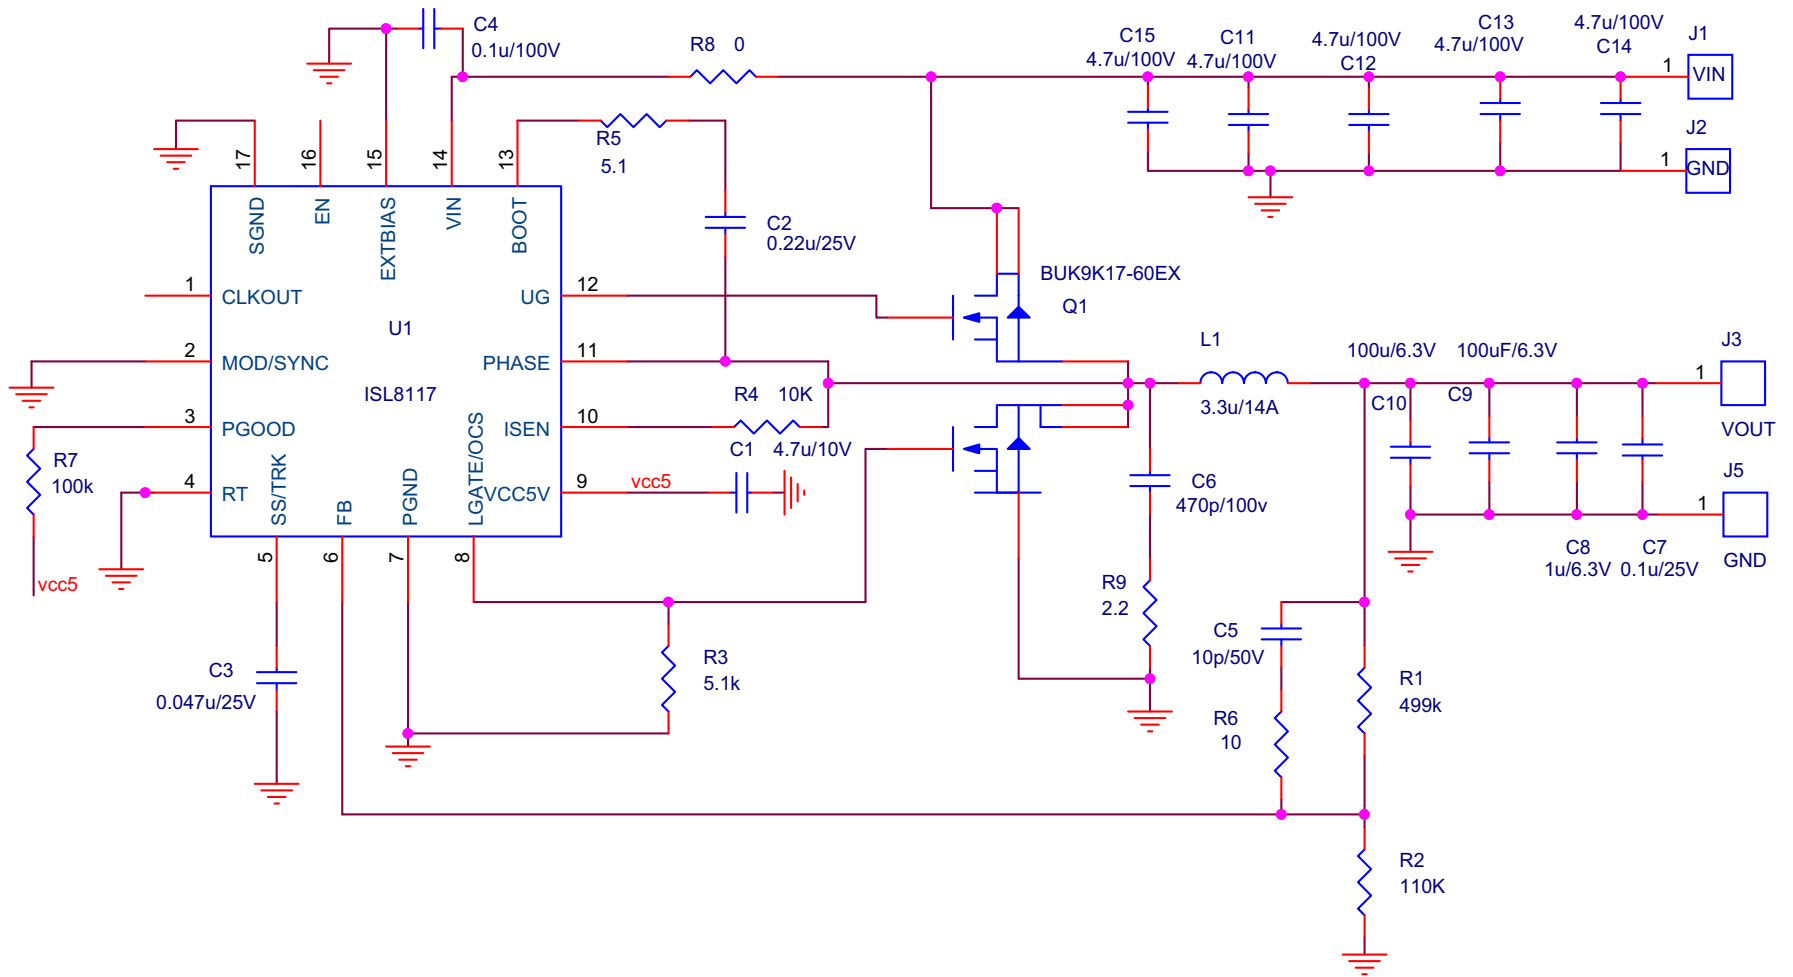 C4
0.1u/100V
R8 0
C15
4.7u/100V
C11
4.7u/100V
4.7u/100V
C12
C13
4.7u/100V
4.7u/100V
C14
J1
1
VIN
J2
1
GND
R5
5.1
17
16
15
14
13
SGND
EN
EXTBIAS
VIN
BOOT
C2
0.22u/25V
BUK9K17-60EX
Q1
1
CLKOUT
UG
12
U1
2
MOD/SYNC
PHASE
11
ISL8117
R4 10K
3
PGOOD
ISEN
10
C1 4.7u/10V
R7
100k
4
RT
VCC5V
9
vcc5
SS/TRK
FB
PGND
LGATE/OCS
5
6
7
8
vcc5
L1
3.3u/14A
100u/6.3V
C10
100uF/6.3V
C9
J3
1
VOUT
J5
1
GND
C6
470p/100v
C8
1u/6.3V
C7
0.1u/25V
R9
2.2
C3
0.047u/25V
R3
5.1k
C5
10p/50V
R6
10
R1
499k
R2
110K